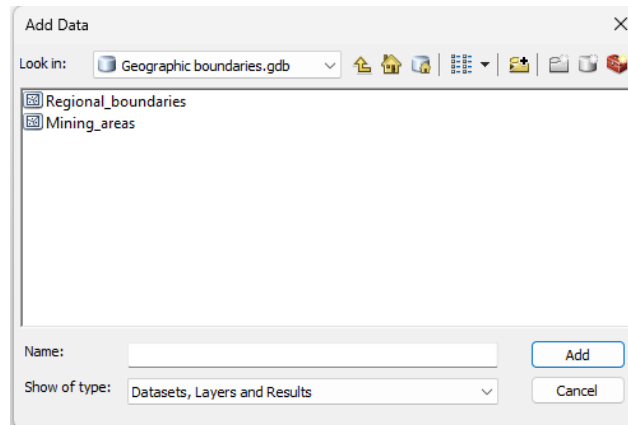 Add Data
Look in: Geographic boundaries.gdb
Regional_boundaries
Mining_areas
Name:
Add
Show of type: Datasets, Layers and Results
Cancel